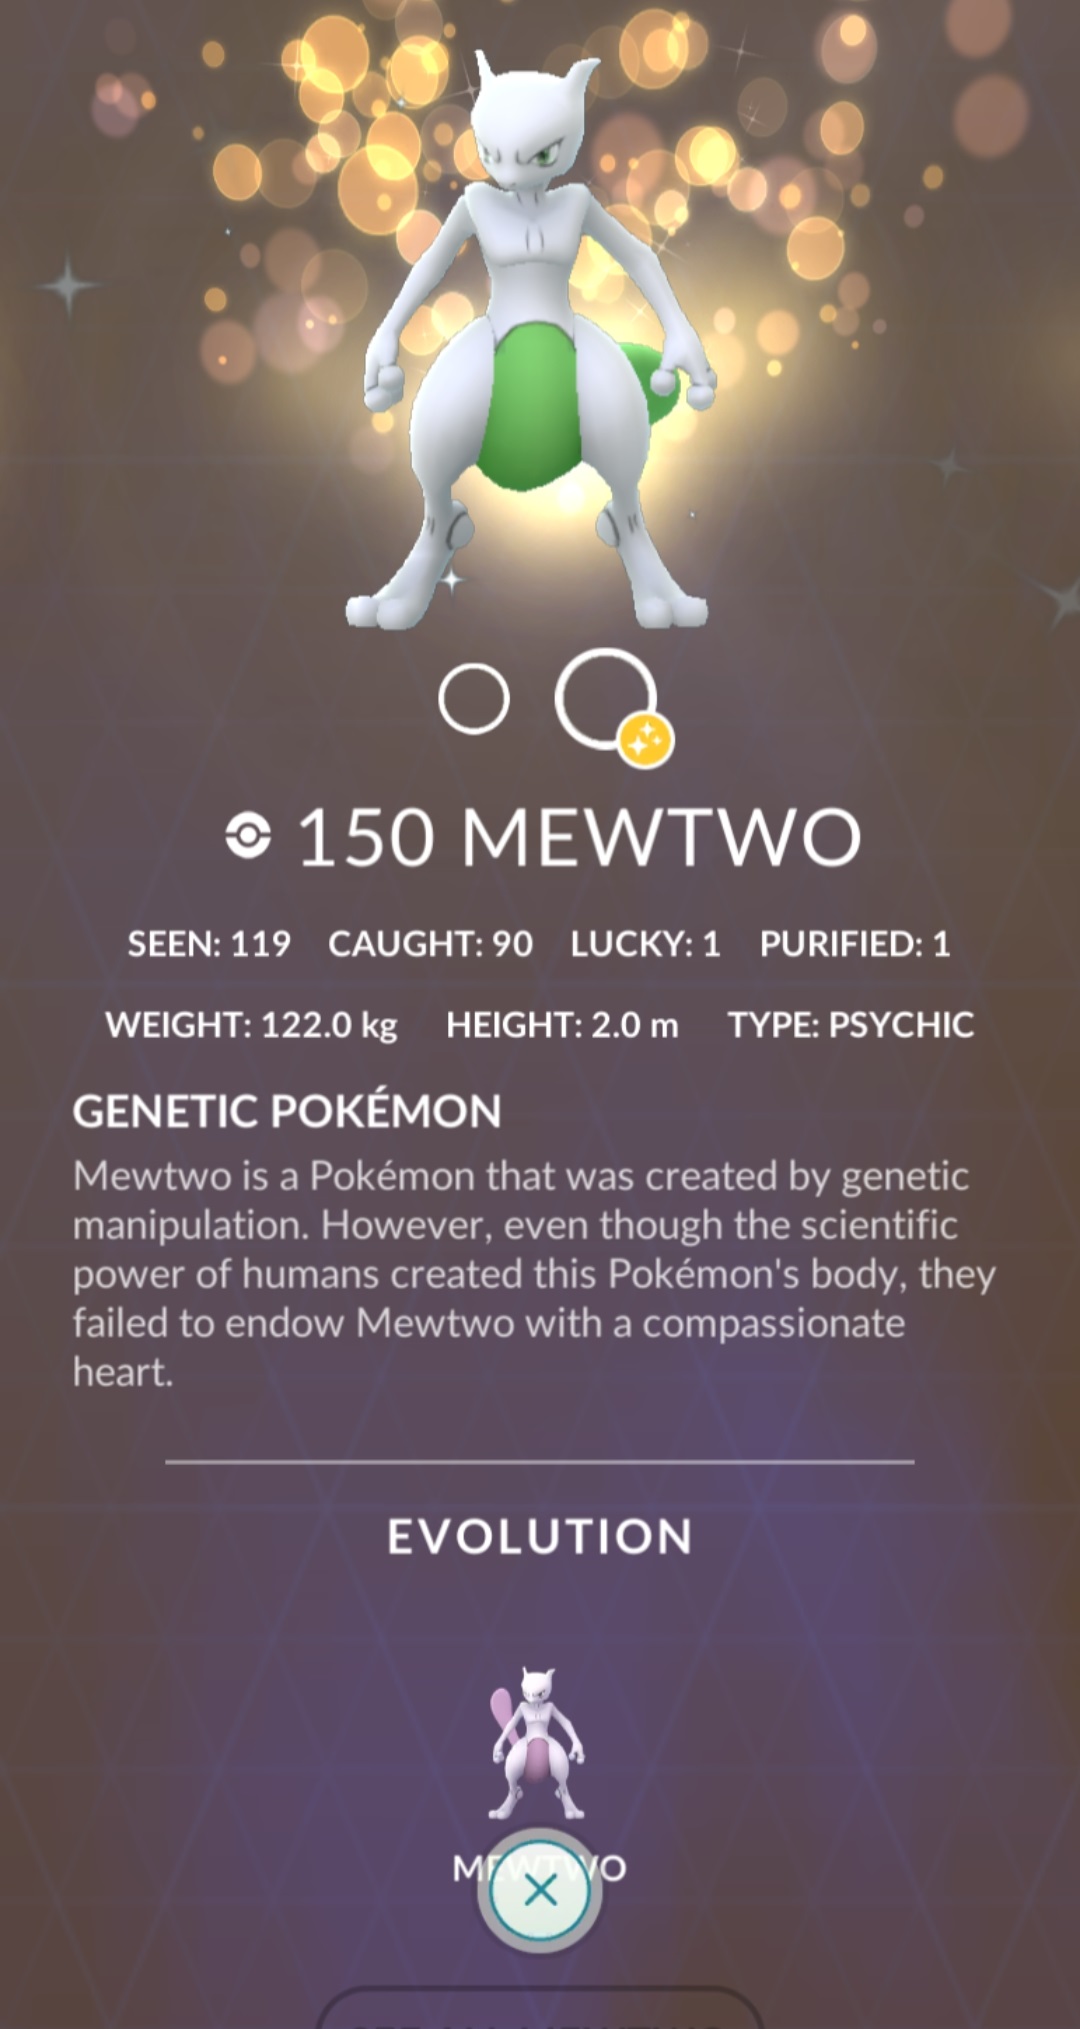 150 MEWTWO
SEEN: 119 CAUGHT: 90 LUCKY: 1 PURIFIED: 1
WEIGHT: 122.0 kg HEIGHT: 2.0 m TYPE: PSYCHIC
GENETIC POKÉMON
Mewtwo is a Pokémon that was created by genetic
manipulation. However, even though the scientific
power of humans created this Pokémon's body, they
failed to endow Mewtwo with a compassionate
heart.
EVOLUTION
MEWTWO